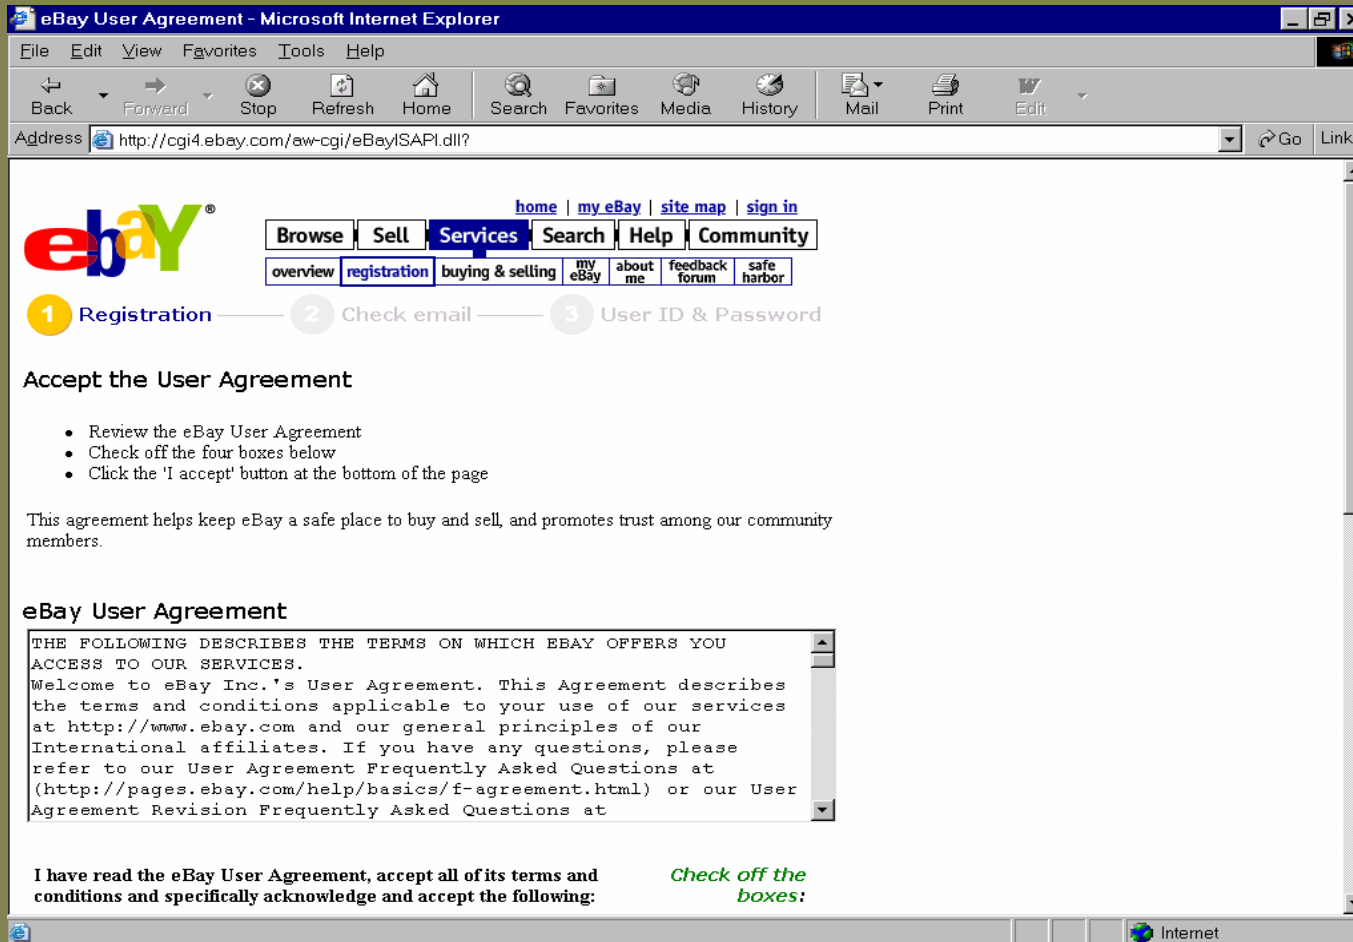 eBay User Agreement - Microsoft Internet Explorer
File Edit View Favorites Tools Help
Back Forward Stop Refresh Home Search Favorites Media History Mail Print Edit
Address http://cgi4.ebay.com/aw-cgi/eBayISAPI.dll? Go Link
ebaY®
home | my eBay | site map | sign in
Browse Sell Services Search Help Community
overview registration buying & selling my eBay about me feedback forum safe harbor
1 Registration 2 Check email 3 User ID & Password
Accept the User Agreement
• Review the eBay User Agreement
• Check off the four boxes below
• Click the 'I accept' button at the bottom of the page
This agreement helps keep eBay a safe place to buy and sell, and promotes trust among our community
members.
eBay User Agreement
THE FOLLOWING DESCRIBES THE TERMS ON WHICH EBAY OFFERS YOU
ACCESS TO OUR SERVICES.
Welcome to eBay Inc.'s User Agreement. This Agreement describes
the terms and conditions applicable to your use of our services
at http://www.ebay.com and our general principles of our
International affiliates. If you have any questions, please
refer to our User Agreement Frequently Asked Questions at
(http://pages.ebay.com/help/basics/f-agreement.html) or our User
Agreement Revision Frequently Asked Questions at
I have read the eBay User Agreement, accept all of its terms and
conditions and specifically acknowledge and accept the following:
Check off the
boxes:
Internet